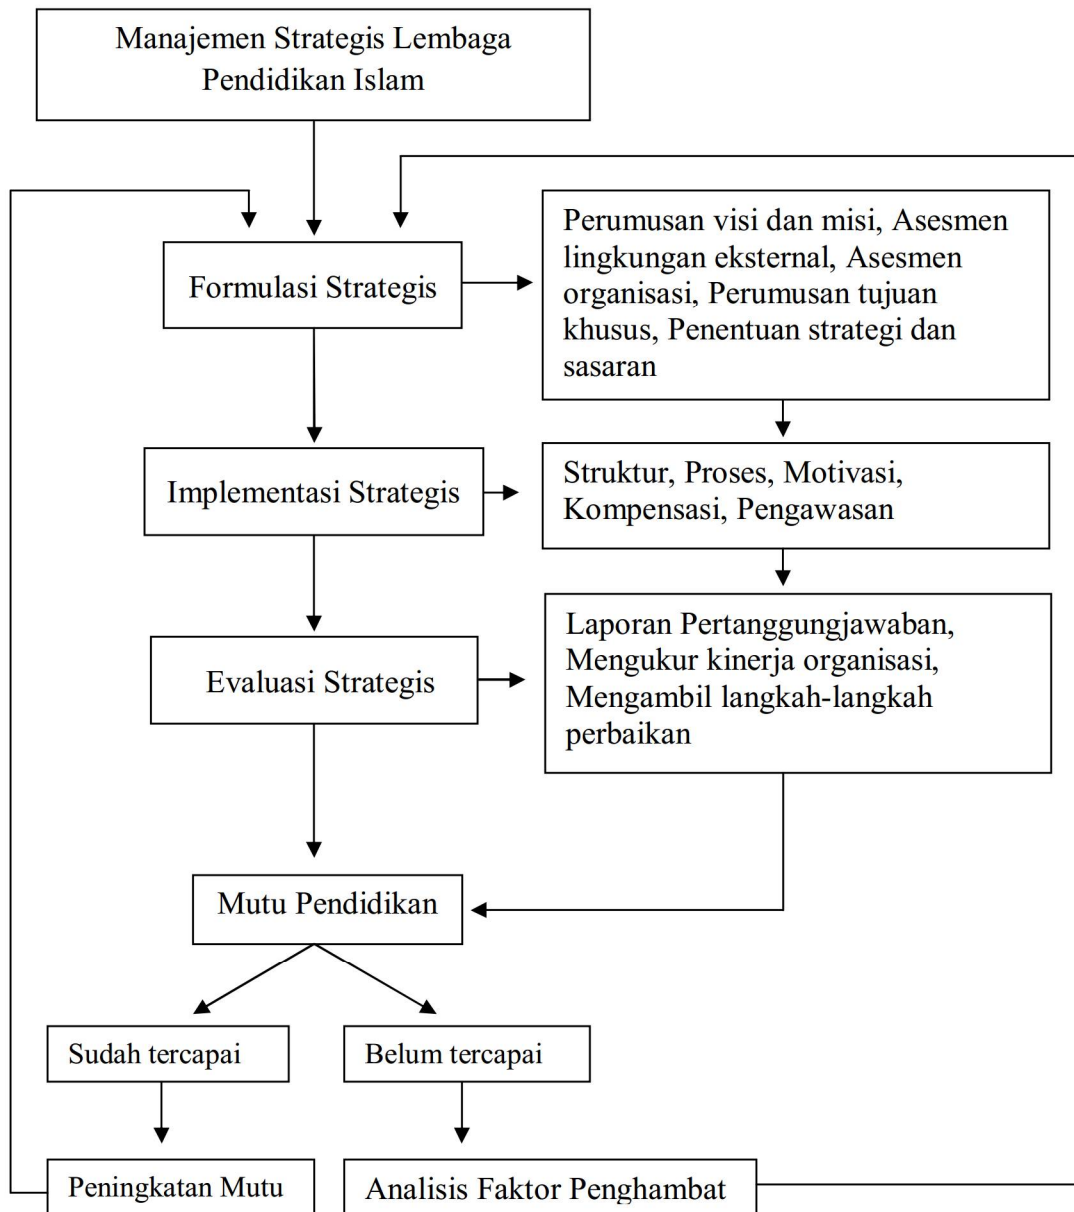 Manajemen Strategis Lembaga
Pendidikan Islam
Formulasi Strategis
Perumusan visi dan misi, Asesmen
lingkungan eksternal, Asesmen
organisasi, Perumusan tujuan
khusus, Penentuan strategi dan
sasaran
Implementasi Strategis
Struktur, Proses, Motivasi,
Kompensasi, Pengawasan
Evaluasi Strategis
Laporan Pertanggungjawaban,
Mengukur kinerja organisasi,
Mengambil langkah-langkah
perbaikan
Mutu Pendidikan
Sudah tercapai
Belum tercapai
Peningkatan Mutu
Analisis Faktor Penghambat